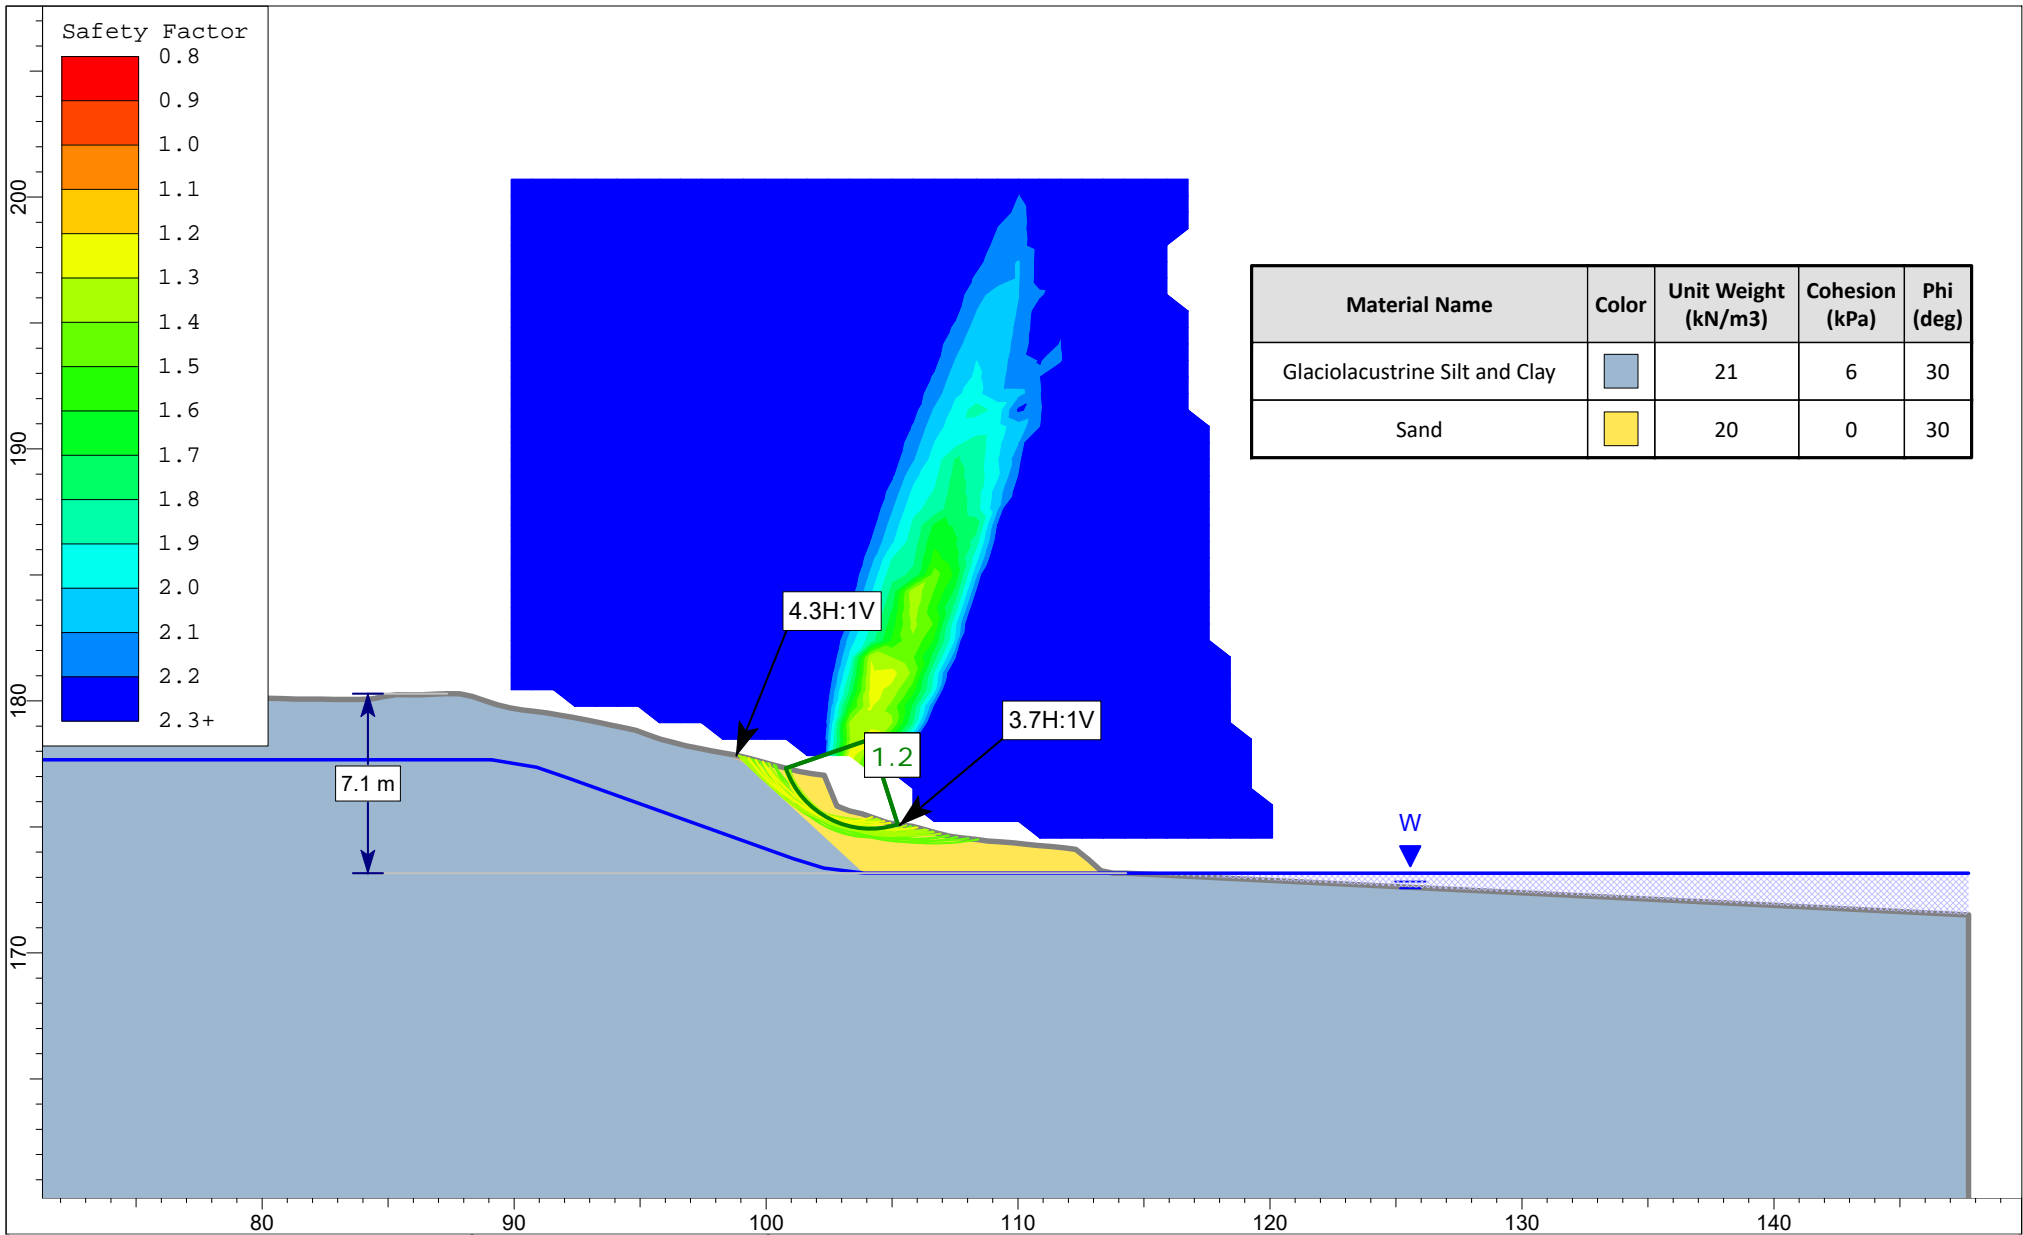 Safety Factor
0.8
0.9
1.0
1.1
1.2
1.3
1.4
1.5
1.6
1.7
1.8
1.9
2.0
2.1
2.2
2.3+
200
190
180
170
Material Name Color Unit Weight (kN/m3) Cohesion (kPa) Phi (deg)
Glaciolacustrine Silt and Clay 21 6 30
Sand 20 0 30
4.3H:1V
3.7H:1V
1.2
7.1 m
W
80 90 100 110 120 130 140